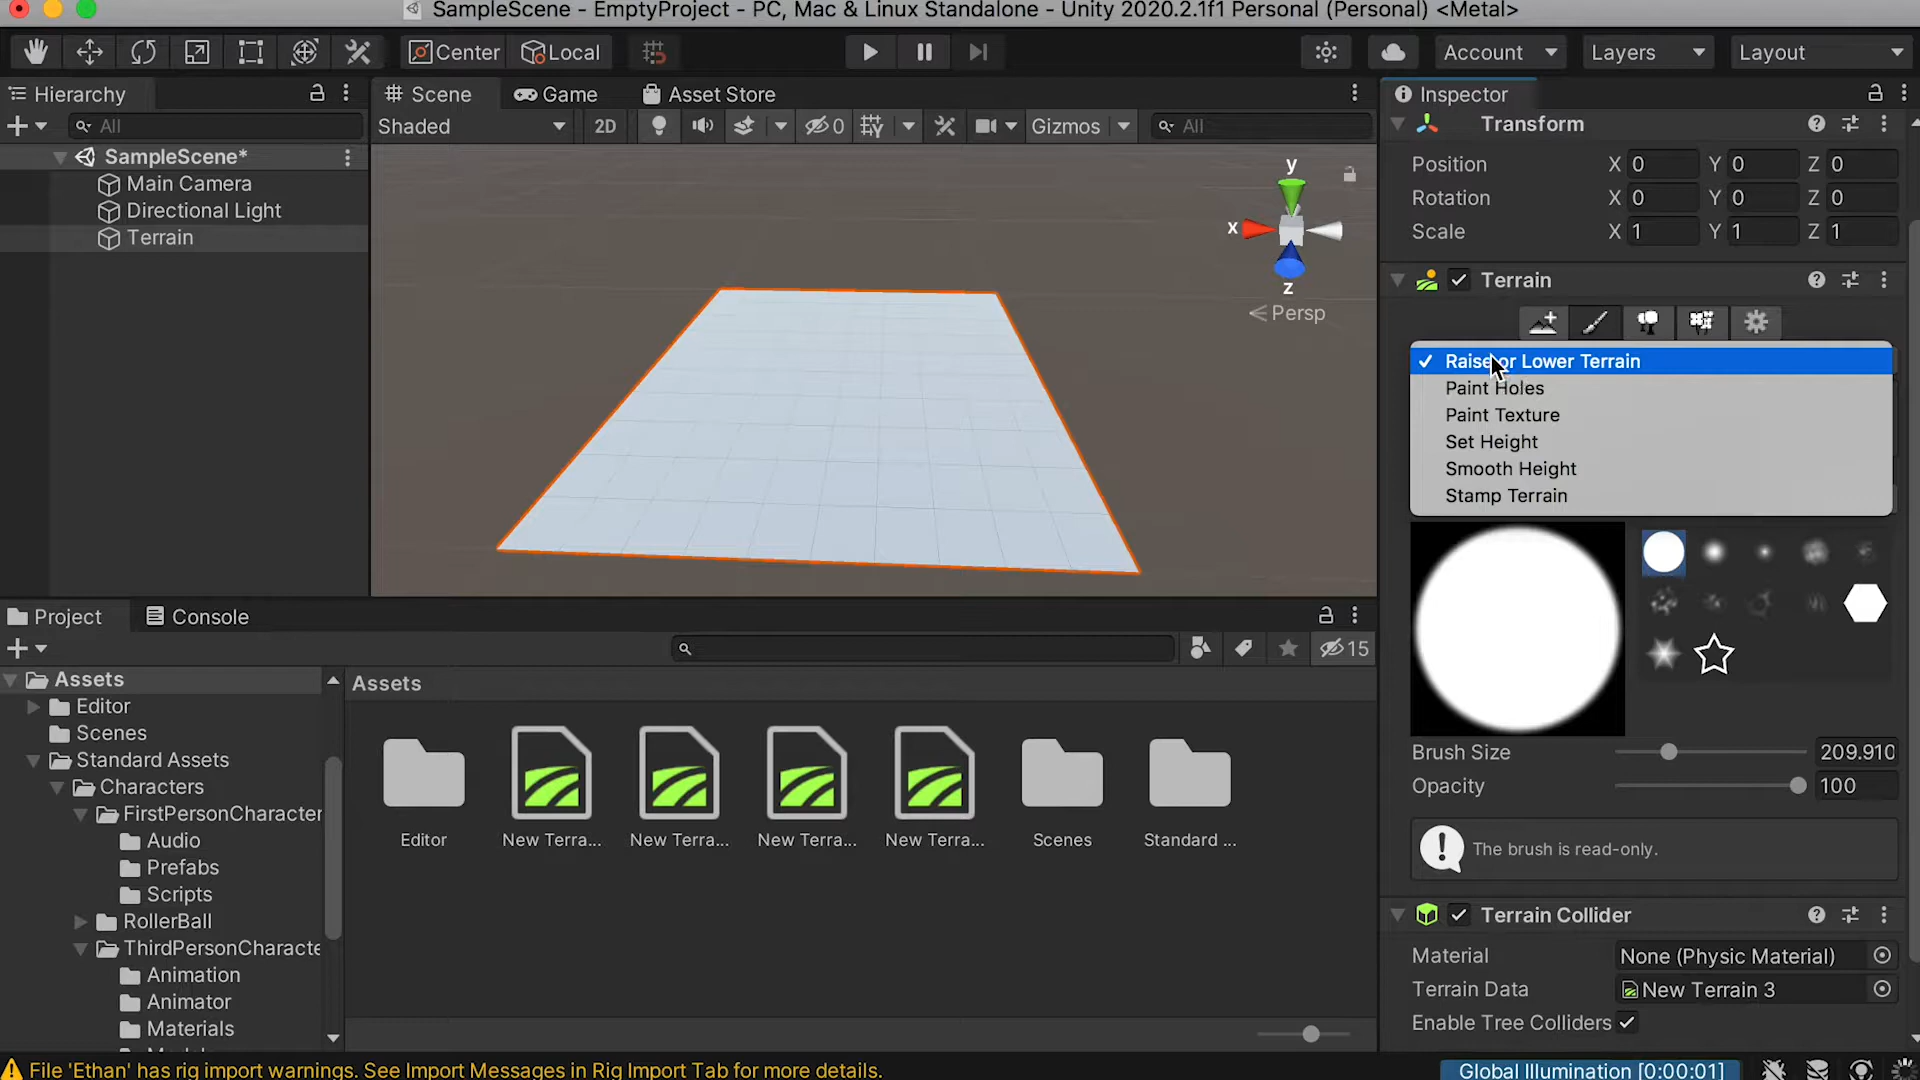 SampleScene - EmptyProject - PC, Mac & Linux Standalone - Unity 2020.2.1f1 Personal (Personal) <Metal>
Center
Local
Account
Layers
Layout
Hierarchy
All
SampleScene*
Main Camera
Directional Light
Terrain
Scene
Game
Asset Store
Shaded
2D
0
Gizmos
All
y
x
z
Persp
Inspector
Transform
Position X 0 Y 0 Z 0
Rotation X 0 Y 0 Z 0
Scale X 1 Y 1 Z 1
Terrain
Raise or Lower Terrain
Paint Holes
Paint Texture
Set Height
Smooth Height
Stamp Terrain
Brush Size 209.910
Opacity 100
The brush is read-only.
Terrain Collider
Material None (Physic Material)
Terrain Data New Terrain 3
Enable Tree Colliders
Project
Console
15
Assets
Editor
Scenes
Standard Assets
Characters
FirstPersonCharacter
Audio
Prefabs
Scripts
RollerBall
ThirdPersonCharacte
Animation
Animator
Materials
Assets
Editor
New Terra...
New Terra...
New Terra...
New Terra...
Scenes
Standard ...
File 'Ethan' has rig import warnings. See Import Messages in Rig Import Tab for more details.
Global Illumination [0:00:01]